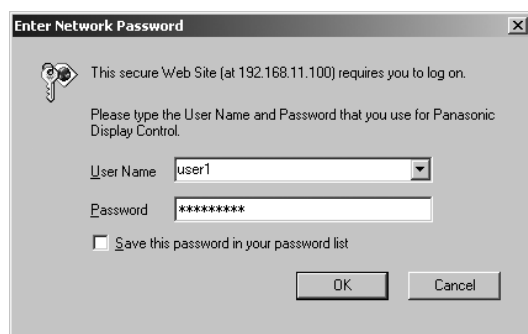 Enter Network Password
This secure Web Site (at 192.168.11.100) requires you to log on.
Please type the User Name and Password that you use for Panasonic
Display Control.
User Name user1
Password *********
Save this password in your password list
OK Cancel